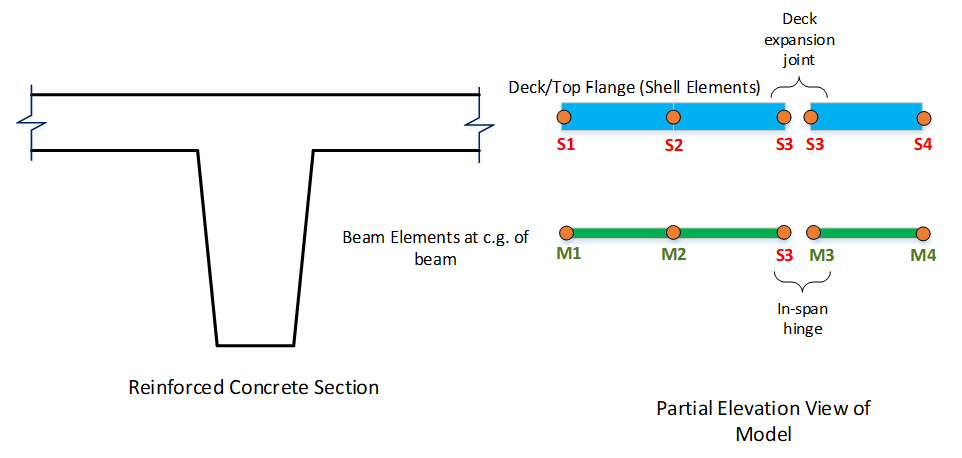 Deck
expansion
joint
Deck/Top Flange (Shell Elements)
S1 S2 S3 S3 S4
Beam Elements at c.g. of
beam
M1 M2 S3 M3 M4
In-span
hinge
Reinforced Concrete Section
Partial Elevation View of
Model